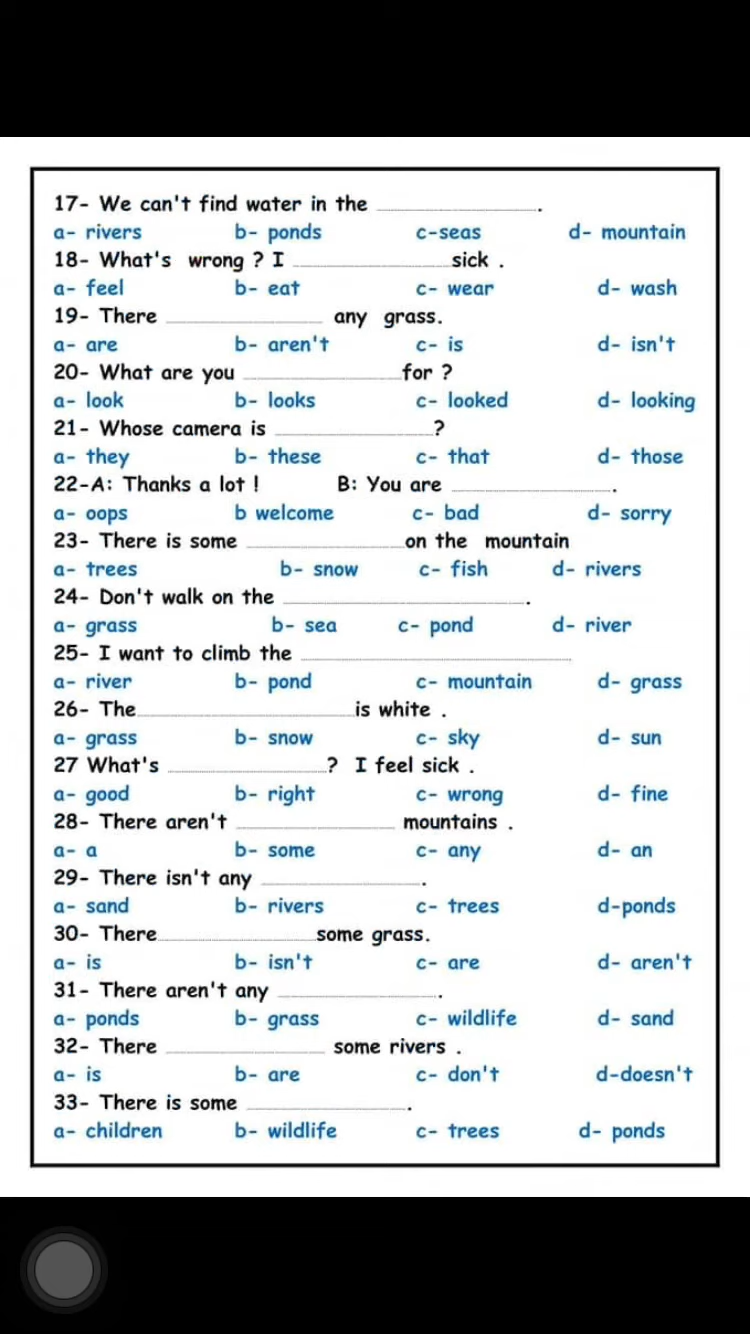 17- We can't find water in the ....................
a- rivers b- ponds c-seas d- mountain
18- What's wrong ? I ....................sick .
a- feel b- eat c- wear d- wash
19- There .................... any grass.
a- are b- aren't c- is d- isn't
20- What are you ....................for ?
a- look b- looks c- looked d- looking
21- Whose camera is ....................?
a- they b- these c- that d- those
22-A: Thanks a lot ! B: You are .....................
a- oops b welcome c- bad d- sorry
23- There is some ....................on the mountain
a- trees b- snow c- fish d- rivers
24- Don't walk on the ..............................
a- grass b- sea c- pond d- river
25- I want to climb the ..............................
a- river b- pond c- mountain d- grass
26- The.........................is white .
a- grass b- snow c- sky d- sun
27 What's ....................? I feel sick .
a- good b- right c- wrong d- fine
28- There aren't .................... mountains .
a- a b- some c- any d- an
29- There isn't any .....................
a- sand b- rivers c- trees d-ponds
30- There....................some grass.
a- is b- isn't c- are d- aren't
31- There aren't any .....................
a- ponds b- grass c- wildlife d- sand
32- There .................... some rivers .
a- is b- are c- don't d-doesn't
33- There is some .....................
a- children b- wildlife c- trees d- ponds